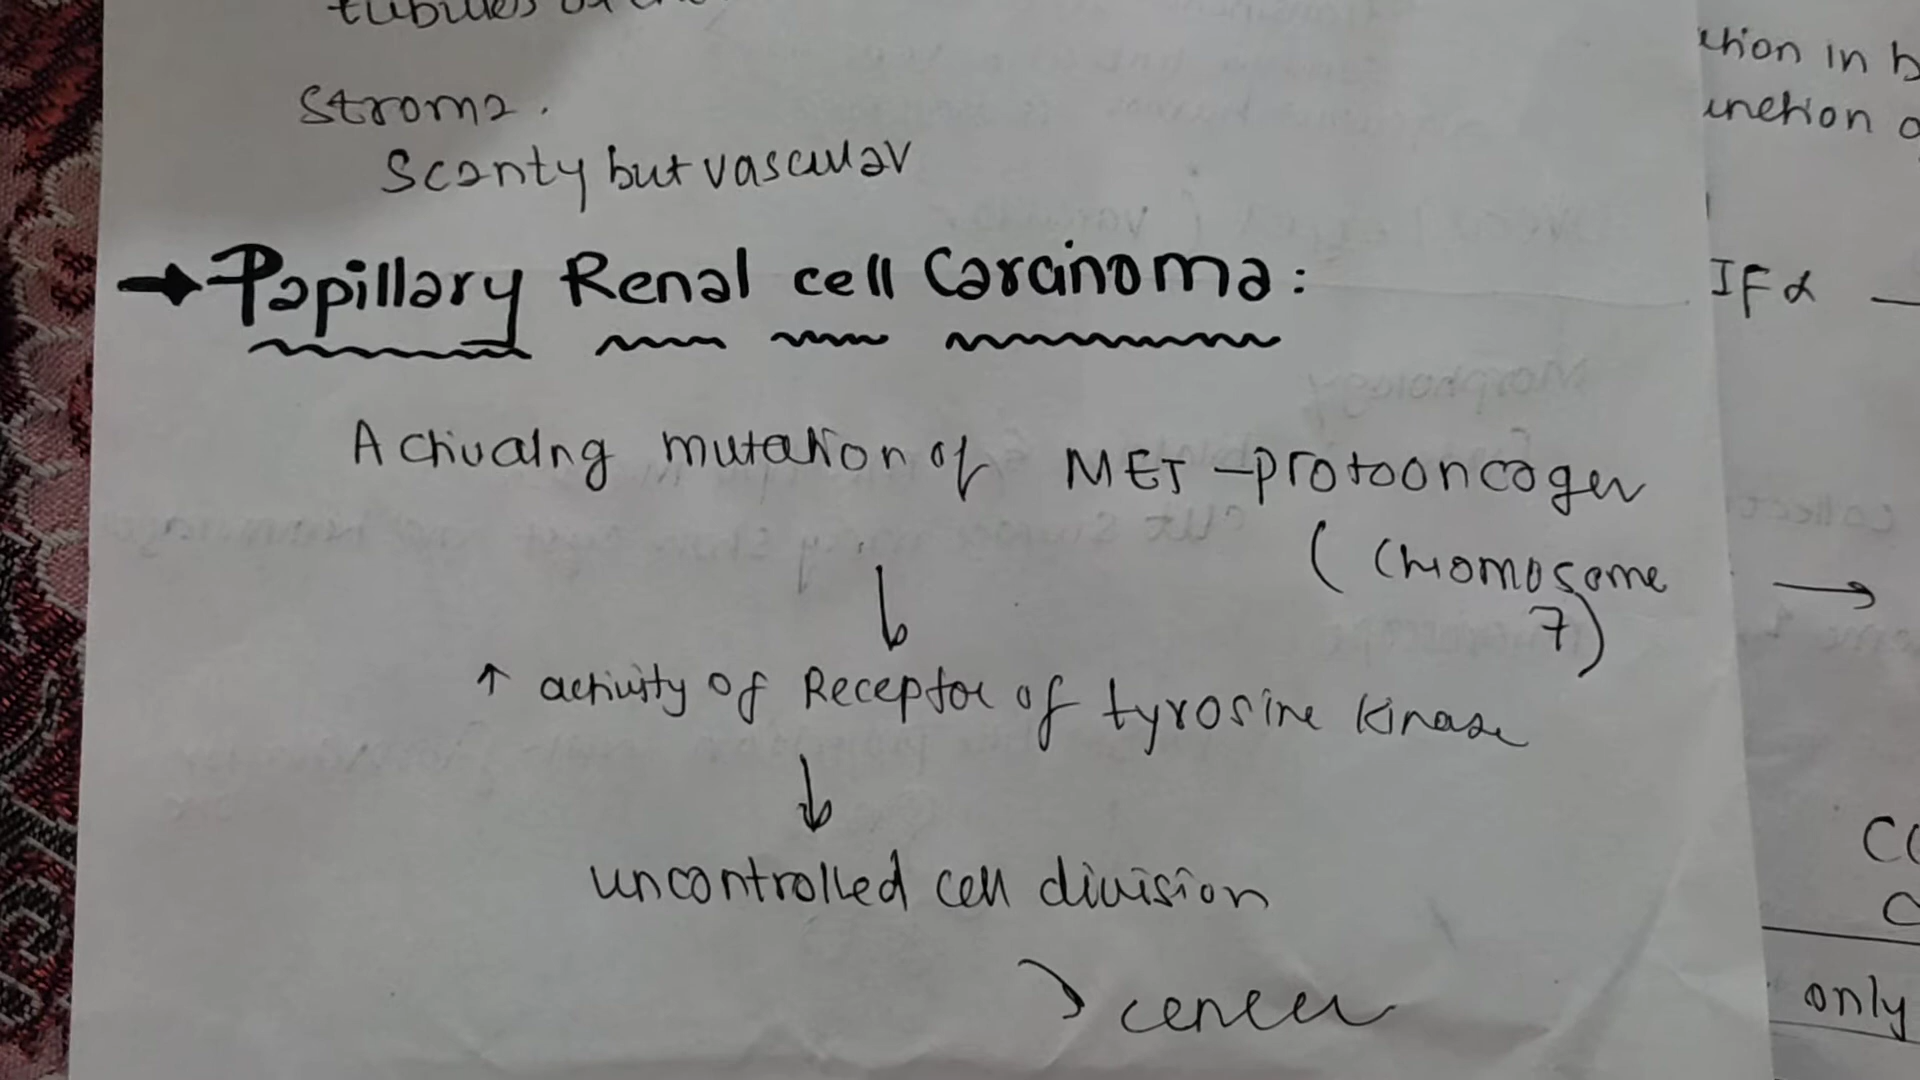 stroma.
scanty but vascular
→ Papillary Renal cell Carcinoma:
Activating mutation of MET - protooncogen
(Chromosome
7)
↓
↑ activity of Receptor of tyrosine kinase
↓
uncontrolled cell division
→ cancer
tion in b
unction o
IFα
→
only